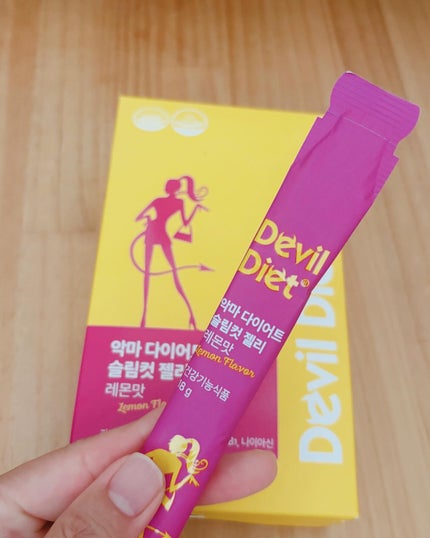 Devil
Diet®
악마 다이어트
슬림컷 젤리
레몬맛
Lemon Flavor
건강기능식품
18 g
악마 다이어트
슬림컷 젤리
레몬맛
Lemon
나이아신
Devil